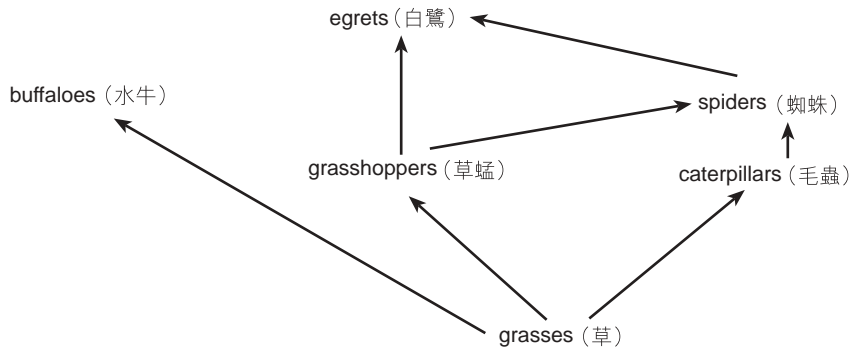 egrets（白鷺）
buffaloes（水牛）
spiders（蜘蛛）
grasshoppers（草蜢）
caterpillars（毛蟲）
grasses（草）